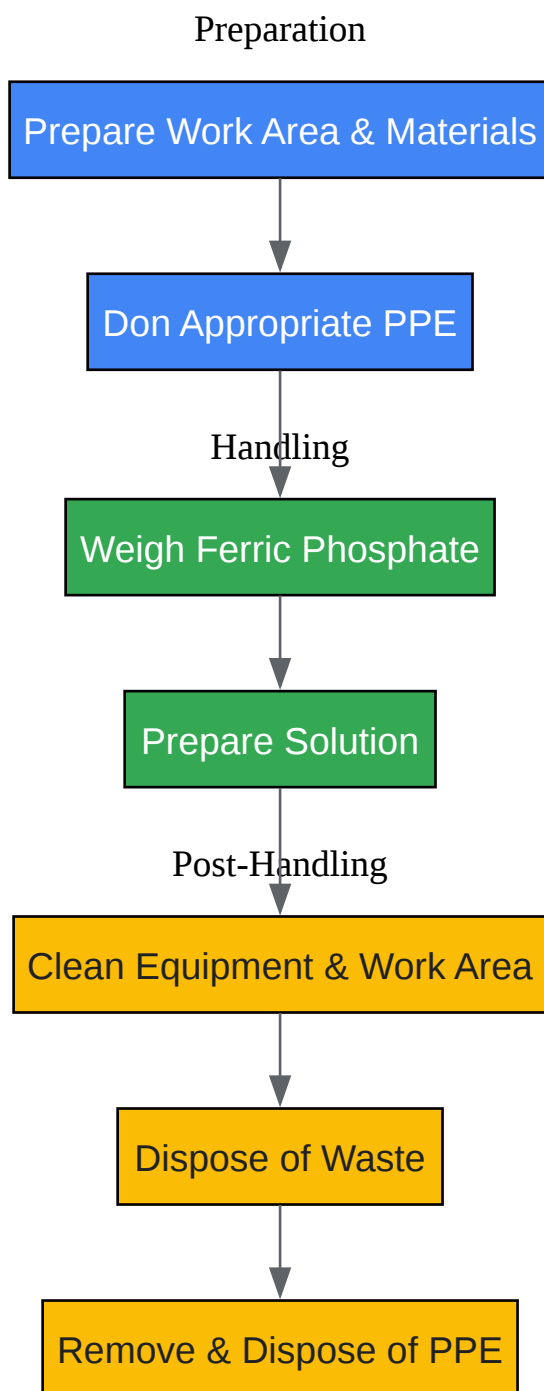 Preparation
Prepare Work Area & Materials
Don Appropriate PPE
Handling
Weigh Ferric Phosphate
Prepare Solution
Post-Handling
Clean Equipment & Work Area
Dispose of Waste
Remove & Dispose of PPE